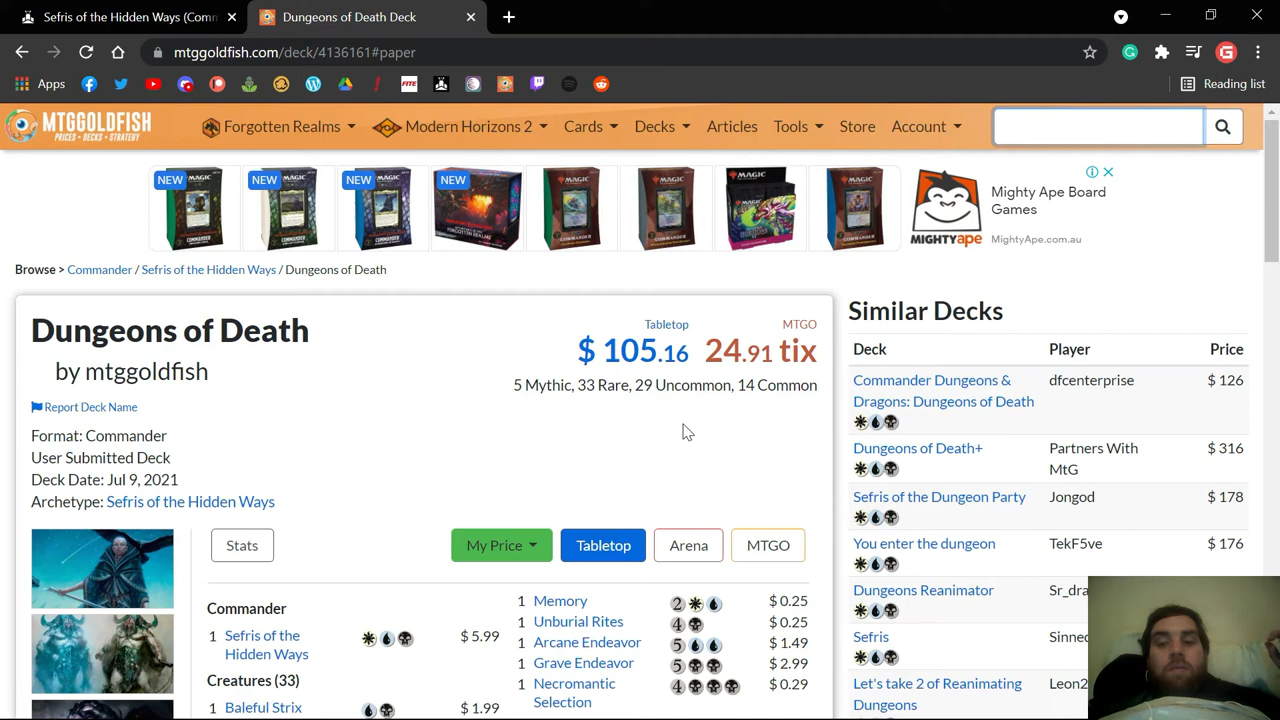 Sefris of the Hidden Ways (Comm
Dungeons of Death Deck
mtggoldfish.com/deck/4136161#paper
Apps
Reading list
MTGGOLDFISH
PRICES • DECKS • STRATEGY
Forgotten Realms
Modern Horizons 2
Cards
Decks
Articles
Tools
Store
Account
NEW
NEW
NEW
NEW
MIGHTYAPE
Mighty Ape Board
Games
MightyApe.com.au
Browse > Commander / Sefris of the Hidden Ways / Dungeons of Death
Dungeons of Death
by mtggoldfish
Report Deck Name
Tabletop
$ 105.16
MTGO
24.91 tix
5 Mythic, 33 Rare, 29 Uncommon, 14 Common
Format: Commander
User Submitted Deck
Deck Date: Jul 9, 2021
Archetype: Sefris of the Hidden Ways
Stats
My Price
Tabletop
Arena
MTGO
Commander
1 Sefris of the Hidden Ways $ 5.99
Creatures (33)
1 Baleful Strix $ 1.99
1 Memory 2 $ 0.25
1 Unburial Rites 4 $ 0.25
1 Arcane Endeavor 5 $ 1.49
1 Grave Endeavor 5 $ 2.99
1 Necromantic Selection 4 $ 0.29
Similar Decks
Deck Player Price
Commander Dungeons & dfcenterprise $ 126
Dragons: Dungeons of Death
Dungeons of Death+ Partners With MtG $ 316
Sefris of the Dungeon Party Jongod $ 178
You enter the dungeon TekF5ve $ 176
Dungeons Reanimator Sr_dra
Sefris Sinned
Let's take 2 of Reanimating Leon2
Dungeons